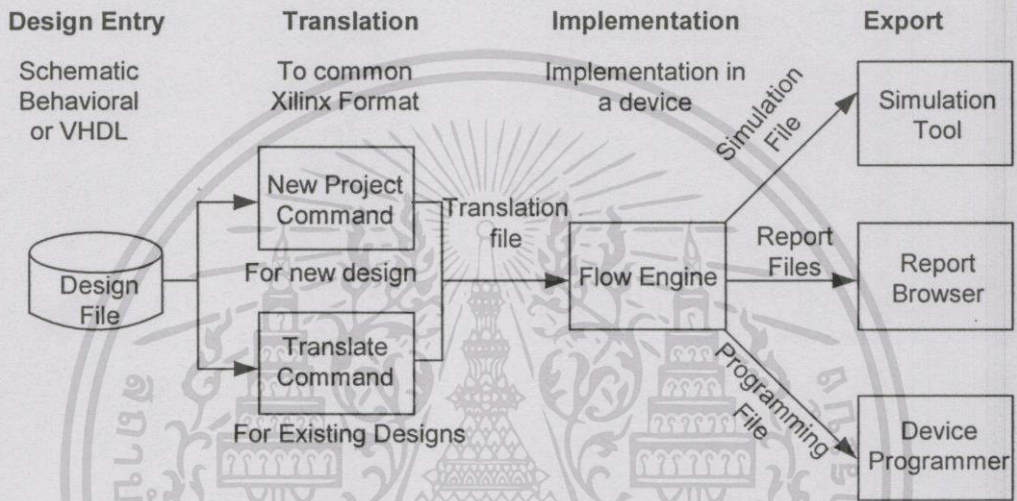 Design Entry
Translation
Implementation
Export
Schematic
Behavioral
or VHDL
To common
Xilinx Format
Implementation in
a device
Design
File
New Project
Command
For new design
Translate
Command
For Existing Designs
Translation
file
Flow Engine
Simulation
File
Report
Files
Programming
File
Simulation
Tool
Report
Browser
Device
Programmer